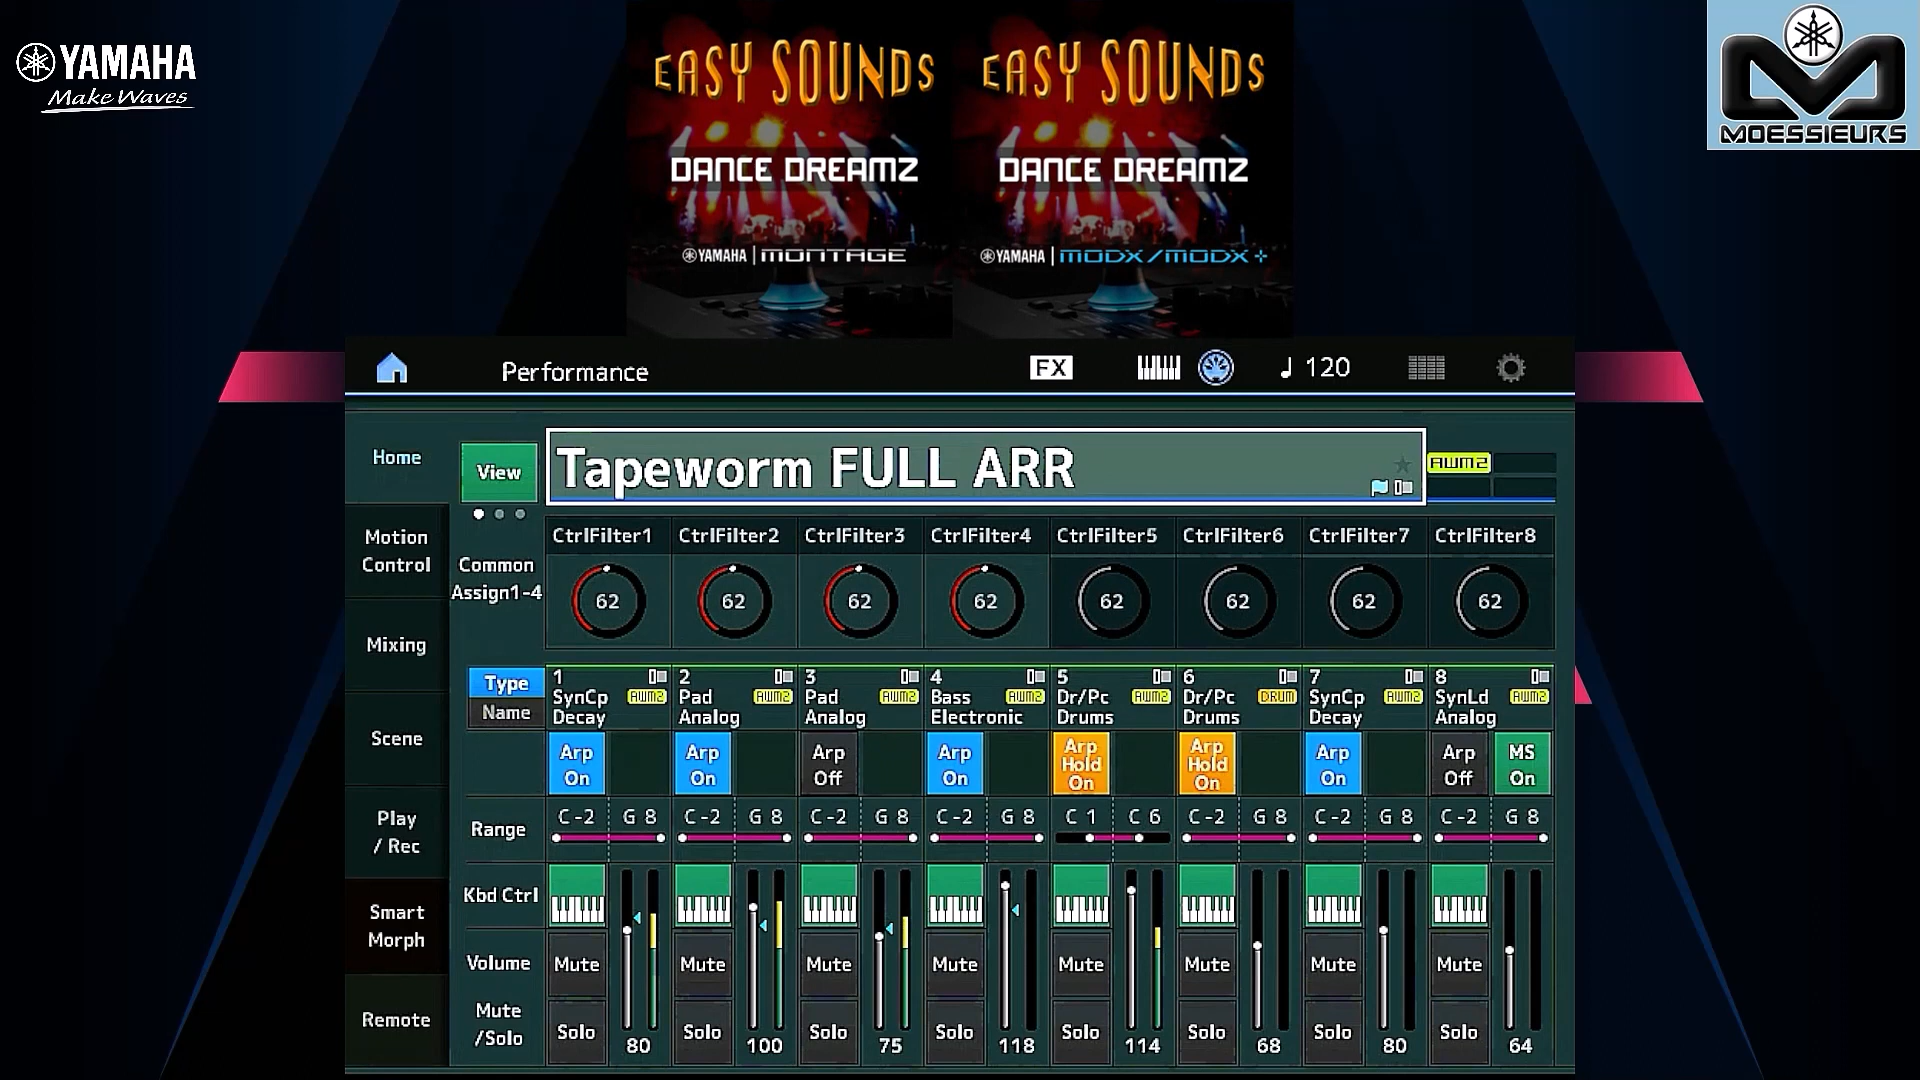 YAMAHA
Make Waves
EASY SOUNDS
DANCE DREAMZ
YAMAHA | MONTAGE
EASY SOUNDS
DANCE DREAMZ
YAMAHA | MODX/MODX+
MOESSIEURS
Performance
FX
♩ 120
Home
Motion
Control
Mixing
Scene
Play
/ Rec
Smart
Morph
Remote
View
Tapeworm FULL ARR
AWM2
Common
Assign1-4
CtrlFilter1 CtrlFilter2 CtrlFilter3 CtrlFilter4 CtrlFilter5 CtrlFilter6 CtrlFilter7 CtrlFilter8
62 62 62 62 62 62 62 62
Type
Name
1 2 3 4 5 6 7 8
SynCp AWM2 Pad AWM2 Pad AWM2 Bass AWM2 Dr/Pc AWM2 Dr/Pc DRUM SynCp AWM2 SynLd AWM2
Decay Analog Analog Electronic Drums Drums Decay Analog
Arp On Arp On Arp Off Arp On Arp Hold On Arp Hold On Arp On Arp Off MS On
Range
C -2 G 8 C -2 G 8 C -2 G 8 C -2 G 8 C 1 C 6 C -2 G 8 C -2 G 8 C -2 G 8
Kbd Ctrl
Volume
Mute Mute Mute Mute Mute Mute Mute Mute
Mute
/Solo
Solo Solo Solo Solo Solo Solo Solo Solo
80 100 75 118 114 68 80 64